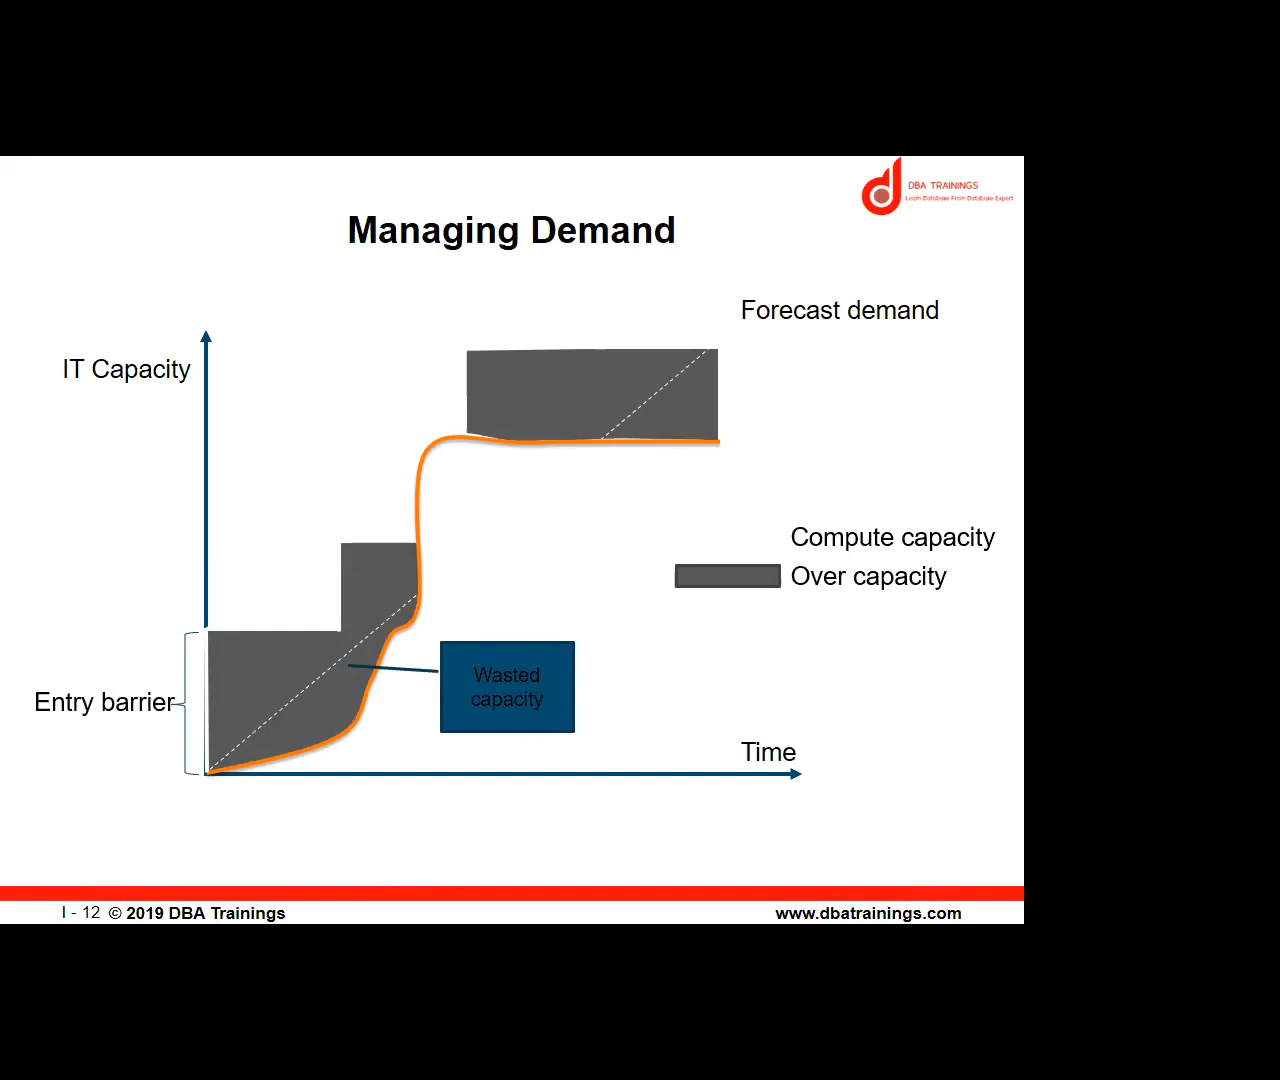 DBA TRAININGS
Learn Database From Database Expert
Managing Demand
Forecast demand
IT Capacity
Compute capacity
Over capacity
Wasted
capacity
Entry barrier
Time
I - 12 © 2019 DBA Trainings
www.dbatrainings.com